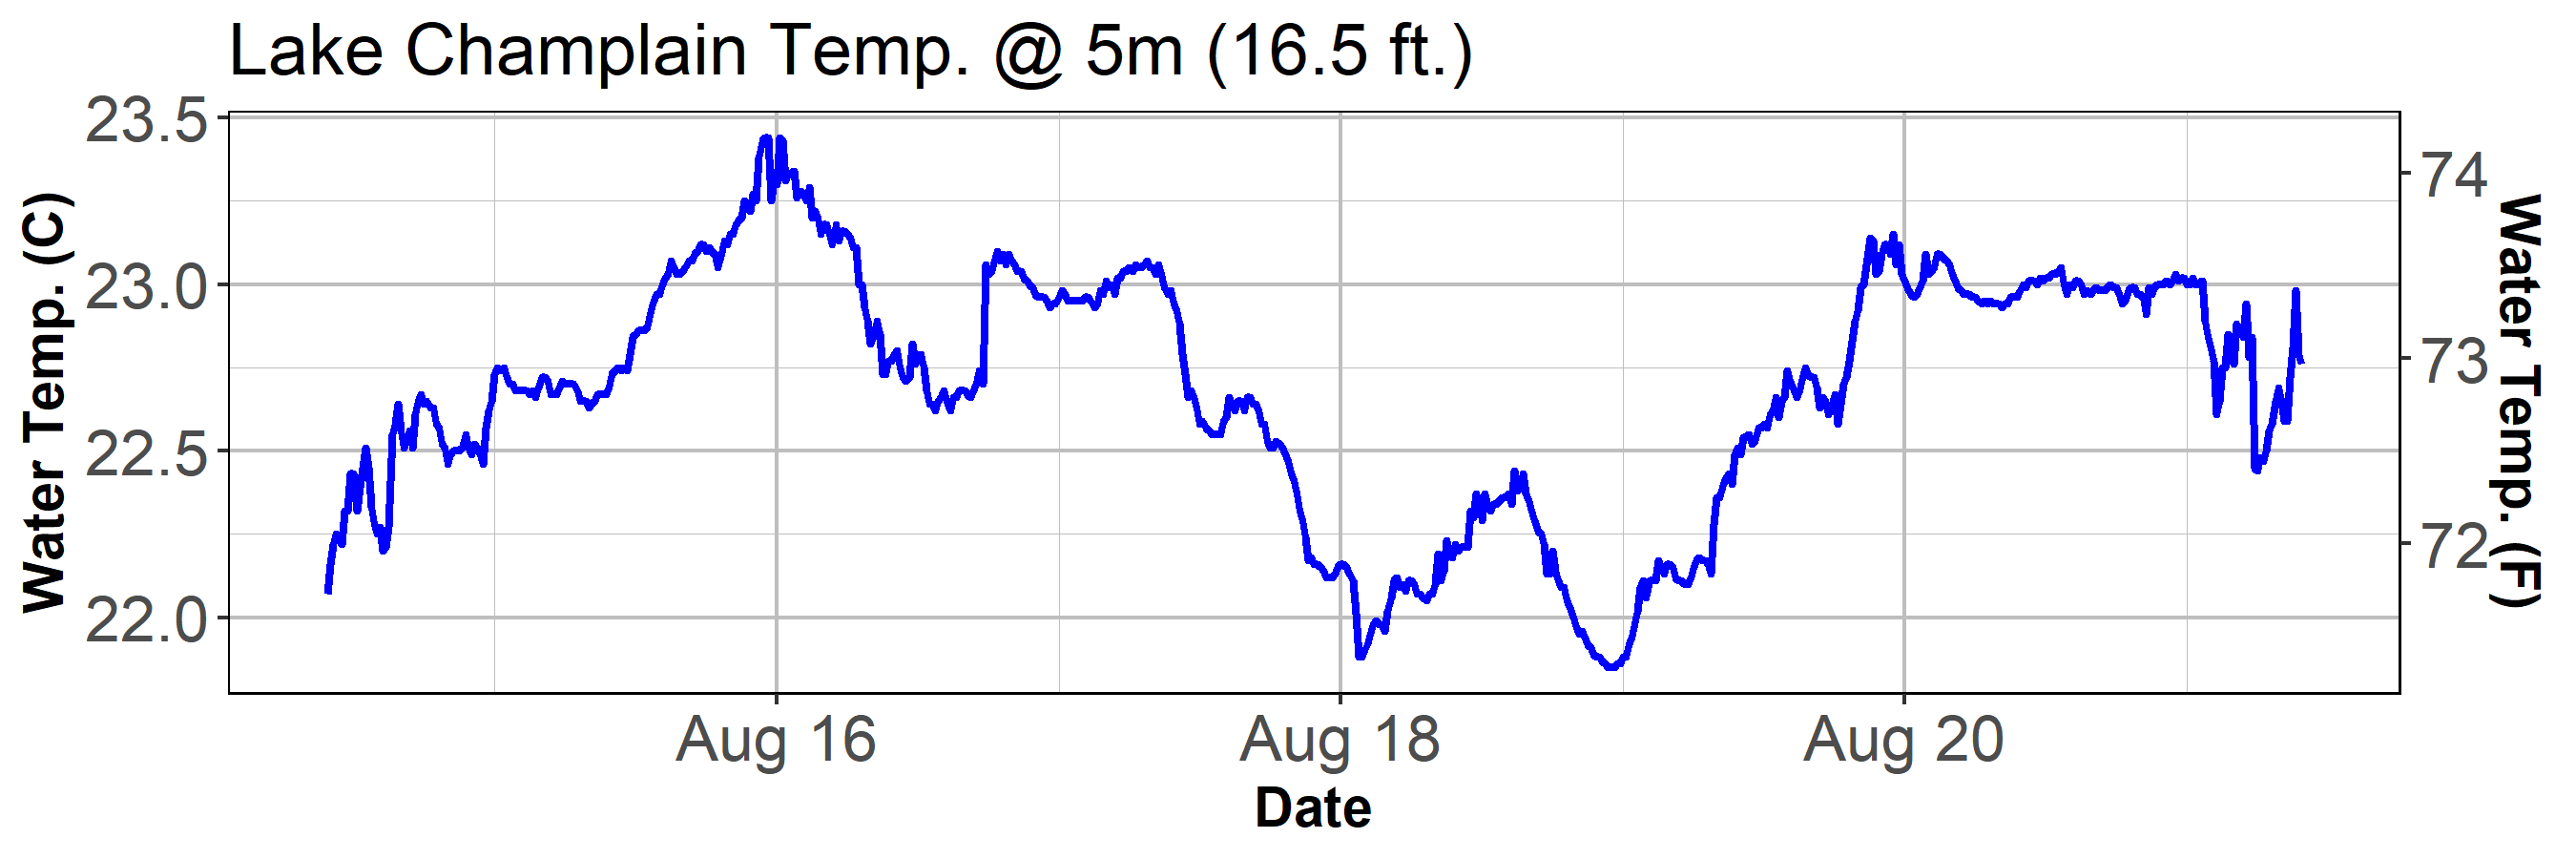 Lake Champlain Temp. @ 5m (16.5 ft.)
Water Temp. (C)
23.5
23.0
22.5
22.0
74
73
72
Water Temp. (F)
Aug 16
Aug 18
Aug 20
Date